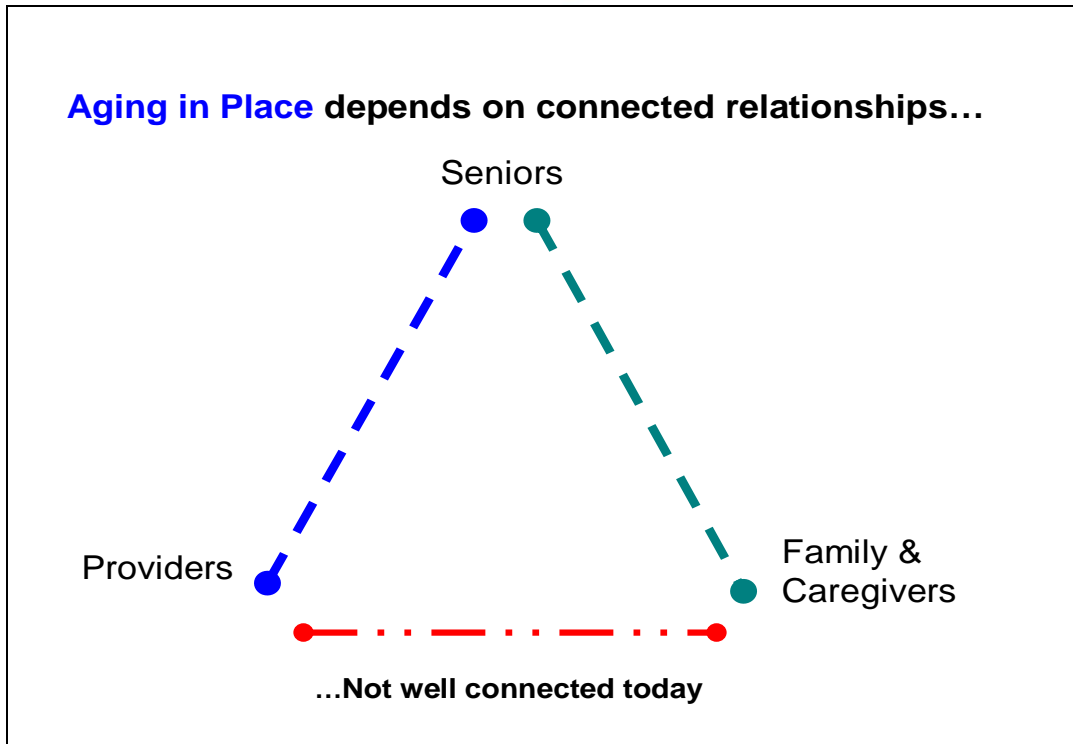 Aging in Place depends on connected relationships…
Seniors
Providers
Family &
Caregivers
…Not well connected today